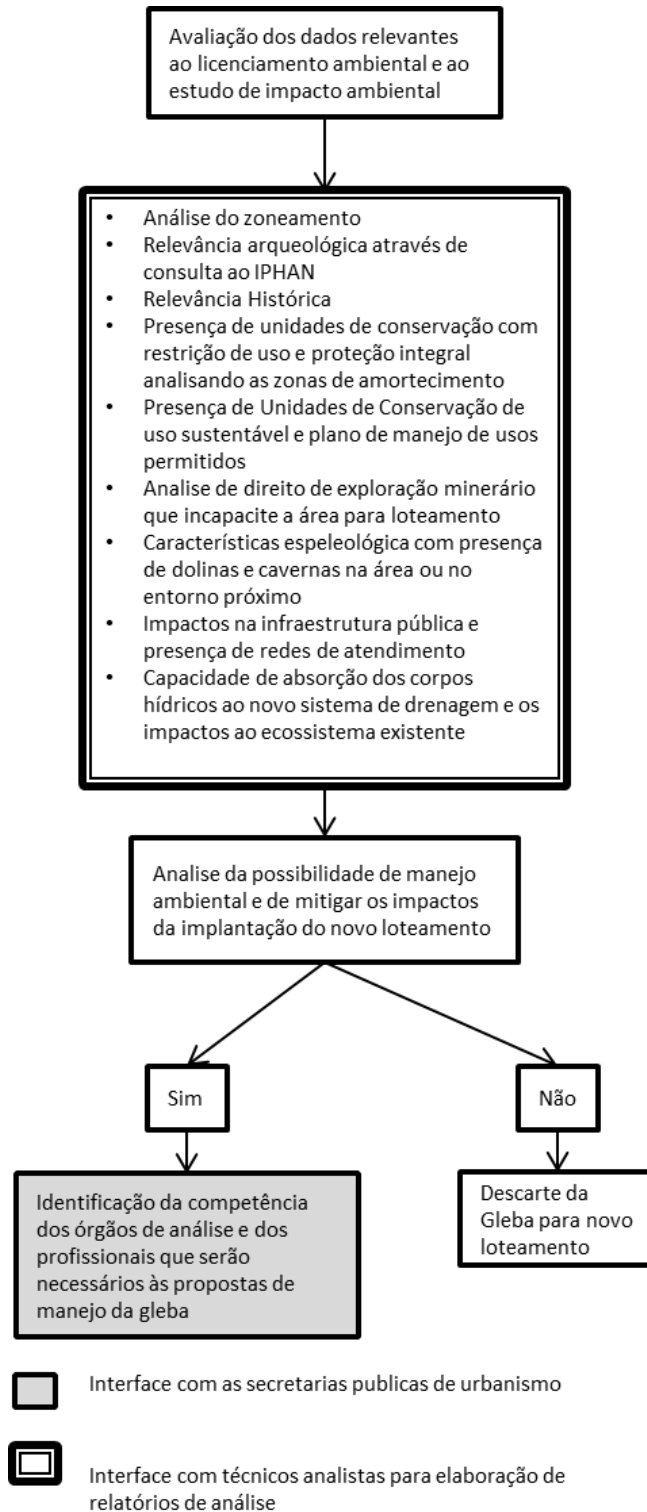 Avaliação dos dados relevantes
ao licenciamento ambiental e ao
estudo de impacto ambiental
• Análise do zoneamento
• Relevância arqueológica através de
consulta ao IPHAN
• Relevância Histórica
• Presença de unidades de conservação com
restrição de uso e proteção integral
analisando as zonas de amortecimento
• Presença de Unidades de Conservação de
uso sustentável e plano de manejo de usos
permitidos
• Analise de direito de exploração minerário
que incapacite a área para loteamento
• Características espeleológica com presença
de dolinas e cavernas na área ou no
entorno próximo
• Impactos na infraestrutura pública e
presença de redes de atendimento
• Capacidade de absorção dos corpos
hídricos ao novo sistema de drenagem e os
impactos ao ecossistema existente
Analise da possibilidade de manejo
ambiental e de mitigar os impactos
da implantação do novo loteamento
Sim
Não
Identificação da competência
dos órgãos de análise e dos
profissionais que serão
necessários às propostas de
manejo da gleba
Descarte da
Gleba para novo
loteamento
Interface com as secretarias publicas de urbanismo
Interface com técnicos analistas para elaboração de
relatórios de análise